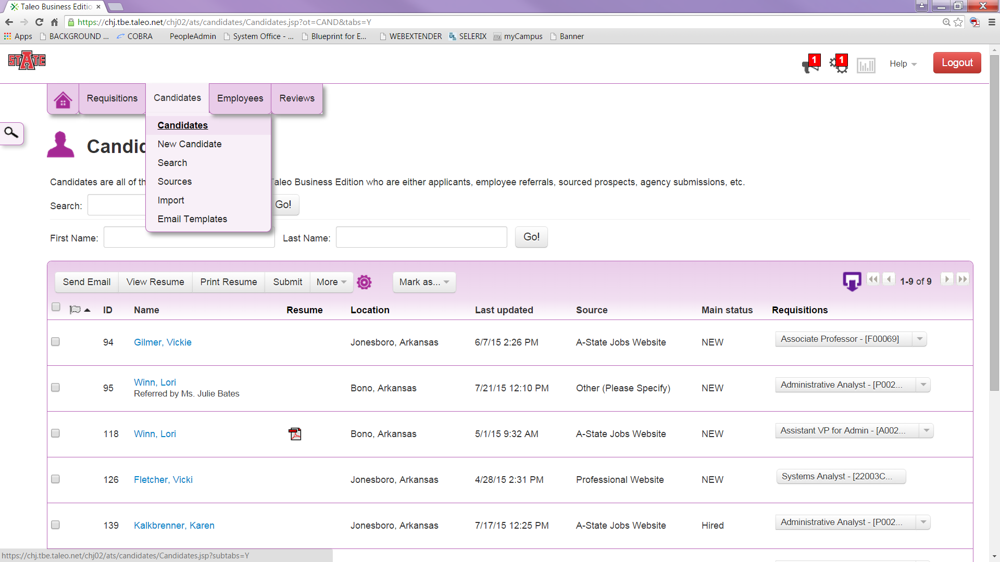 Taleo Business Editio
https://chj.tbe.taleo.net/chj02/ats/candidates/Candidates.jsp?ot=CAND&tabs=Y
Apps BACKGROUND ... COBRA PeopleAdmin System Office - ... Blueprint for E... WEBEXTENDER UL SELERIX my myCampus Banner
STATE
1 1 Help Logout
Requisitions Candidates Employees Reviews
Candidates
New Candidate
Search
Sources
Import
Email Templates
Candid
Candidates are all of th Taleo Business Edition who are either applicants, employee referrals, sourced prospects, agency submissions, etc.
Search: Go!
First Name: Last Name: Go!
Send Email View Resume Print Resume Submit More Mark as... 1-9 of 9
ID Name Resume Location Last updated Source Main status Requisitions
94 Gilmer, Vickie Jonesboro, Arkansas 6/7/15 2:26 PM A-State Jobs Website NEW Associate Professor - [F00069]
95 Winn, Lori Bono, Arkansas 7/21/15 12:10 PM Other (Please Specify) NEW Administrative Analyst - [P002...
Referred by Ms. Julie Bates
118 Winn, Lori Bono, Arkansas 5/1/15 9:32 AM A-State Jobs Website NEW Assistant VP for Admin - [A002...
126 Fletcher, Vicki Jonesboro, Arkansas 4/28/15 2:31 PM Professional Website NEW Systems Analyst - [22003C...
139 Kalkbrenner, Karen Jonesboro, Arkansas 7/17/15 12:25 PM A-State Jobs Website Hired Administrative Analyst - [P002...
https://chj.tbe.taleo.net/chj02/ats/candidates/Candidates.jsp?subtabs=Y